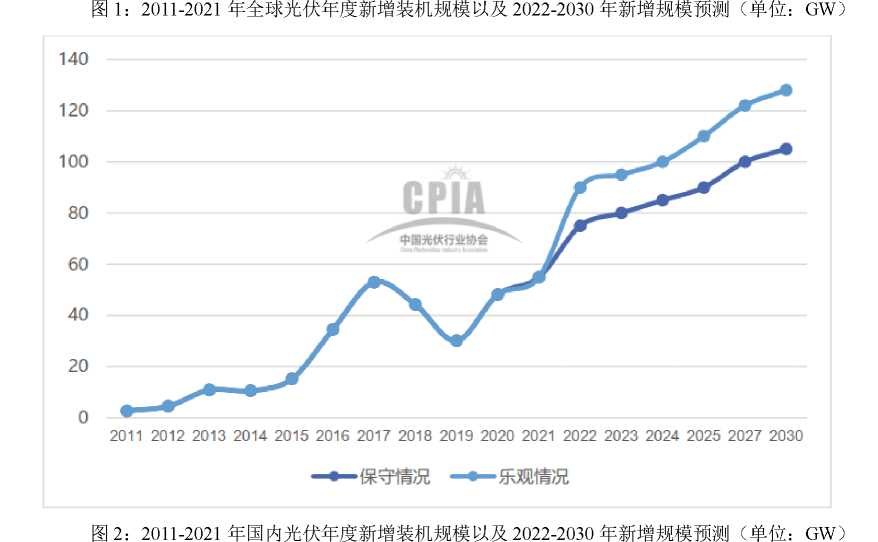 图 1：2011-2021 年全球光伏年度新增装机规模以及 2022-2030 年新增规模预测（单位：GW）
140
120
100
80
60
40
20
0
CPIA
中国光伏行业协会
China Photovoltaic Industry Association
2011 2012 2013 2014 2015 2016 2017 2018 2019 2020 2021 2022 2023 2024 2025 2027 2030
保守情况 乐观情况
图 2：2011-2021 年国内光伏年度新增装机规模以及 2022-2030 年新增规模预测（单位：GW）